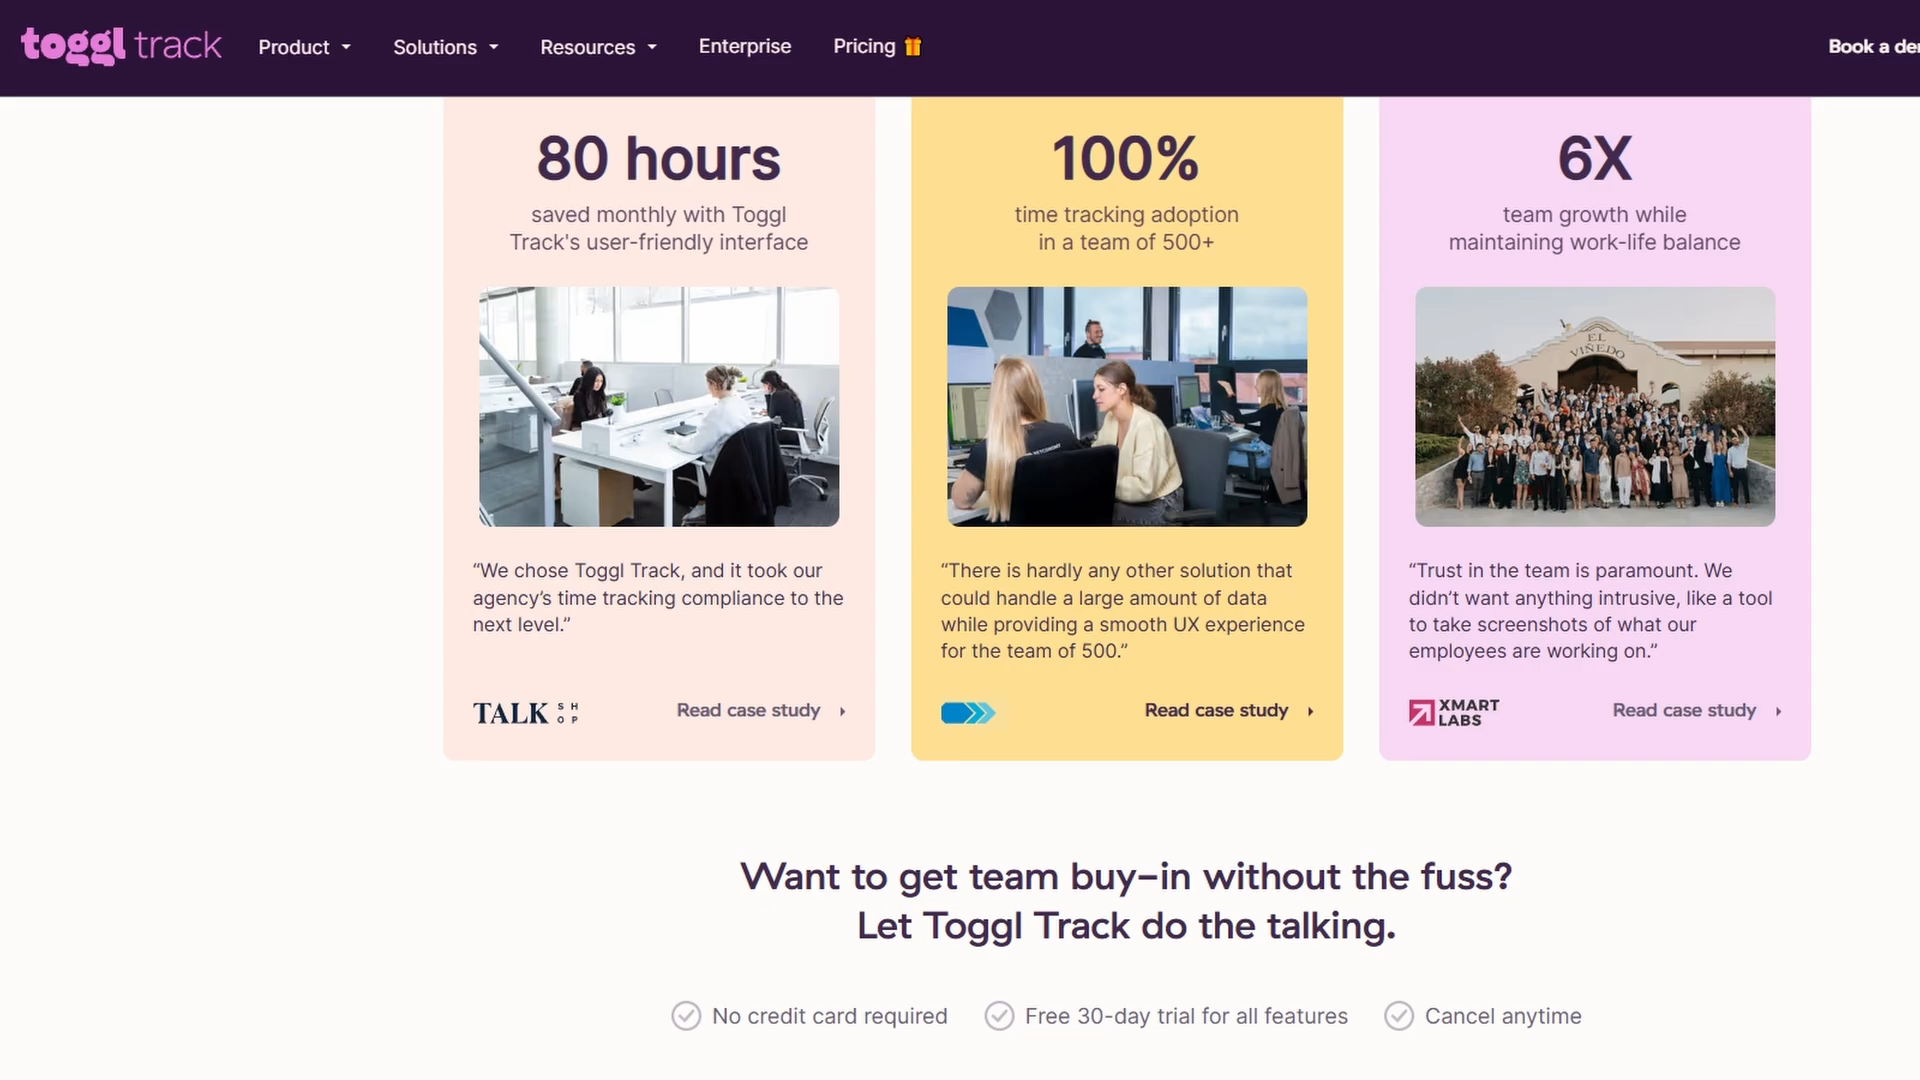 toggl track
Product
Solutions
Resources
Enterprise
Pricing
Book a
80 hours
saved monthly with Toggl
Track's user-friendly interface
“We chose Toggl Track, and it took our
agency’s time tracking compliance to the
next level.”
TALK SHOP
Read case study
100%
time tracking adoption
in a team of 500+
“There is hardly any other solution that
could handle a large amount of data
while providing a smooth UX experience
for the team of 500.”
Read case study
6X
team growth while
maintaining work-life balance
EL
VIÑEDO
“Trust in the team is paramount. We
didn’t want anything intrusive, like a tool
to take screenshots of what our
employees are working on.”
XMART
LABS
Read case study
Want to get team buy–in without the fuss?
Let Toggl Track do the talking.
No credit card required
Free 30-day trial for all features
Cancel anytime